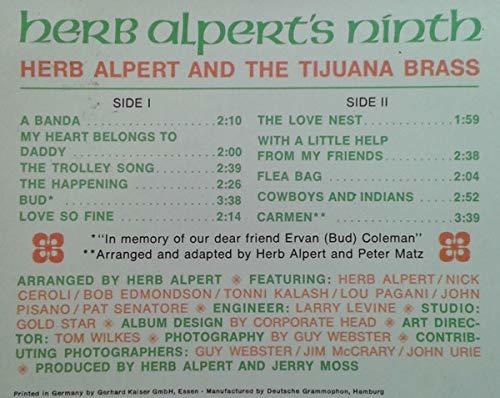 herb alpert's ninth
HERB ALPERT AND THE TIJUANA BRASS
SIDE I
A BANDA ............ 2:10
MY HEART BELONGS TO
DADDY ............ 2:00
THE TROLLEY SONG ...... 2:39
THE HAPPENING ........ 2:26
BUD* ............ 3:38
LOVE SO FINE ......... 2:14
SIDE II
THE LOVE NEST ........ 1:59
WITH A LITTLE HELP
FROM MY FRIENDS ....... 2:38
FLEA BAG ............ 2:04
COWBOYS AND INDIANS .... 2:52
CARMEN** ............ 3:39
*"In memory of our dear friend Ervan (Bud) Coleman"
**Arranged and adapted by Herb Alpert and Peter Matz
ARRANGED BY HERB ALPERT * FEATURING: HERB ALPERT/NICK
CEROLI/BOB EDMONDSON/TONNI KALASH/LOU PAGANI/JOHN
PISANO/PAT SENATORE * ENGINEER: LARRY LEVINE * STUDIO:
GOLD STAR * ALBUM DESIGN BY CORPORATE HEAD * ART DIREC-
TOR: TOM WILKES * PHOTOGRAPHY BY GUY WEBSTER * CONTRIB-
UTING PHOTOGRAPHERS: GUY WEBSTER/JIM McCRARY/JOHN URIE
* PRODUCED BY HERB ALPERT AND JERRY MOSS
Printed in Germany by Gerhard Kaiser GmbH, Essen - Manufactured by Deutsche Grammophon, Hamburg